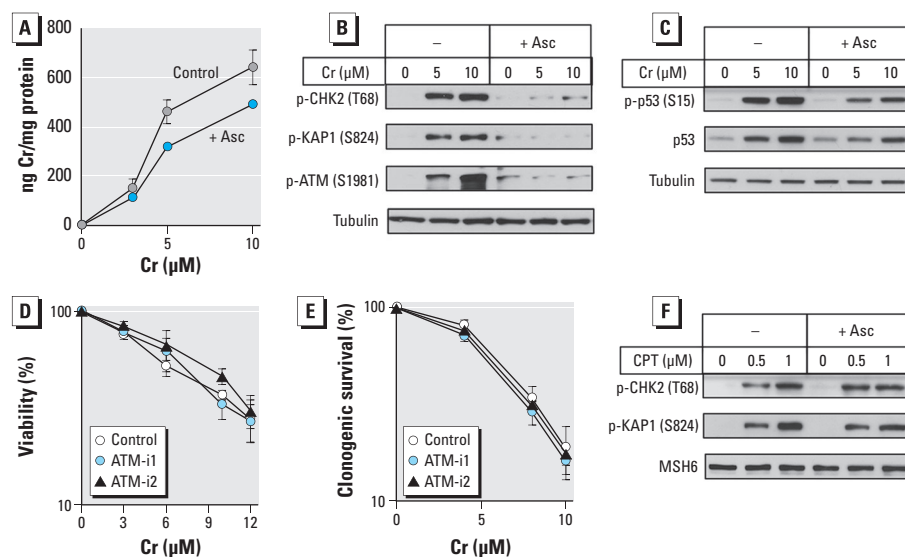 A
ng Cr/mg protein
800
600
400
200
0
Control
+ Asc
0
5
10
Cr (µM)
B
– + Asc
Cr (µM) 0 5 10 0 5 10
p-CHK2 (T68)
p-KAP1 (S824)
p-ATM (S1981)
Tubulin
C
– + Asc
Cr (µM) 0 5 10 0 5 10
p-p53 (S15)
p53
Tubulin
D
Viability (%)
100
10
Control
ATM-i1
ATM-i2
0 3 6 9 12
Cr (µM)
E
Clonogenic survival (%)
100
10
Control
ATM-i1
ATM-i2
0 5 10
Cr (µM)
F
– + Asc
CPT (µM) 0 0.5 1 0 0.5 1
p-CHK2 (T68)
p-KAP1 (S824)
MSH6